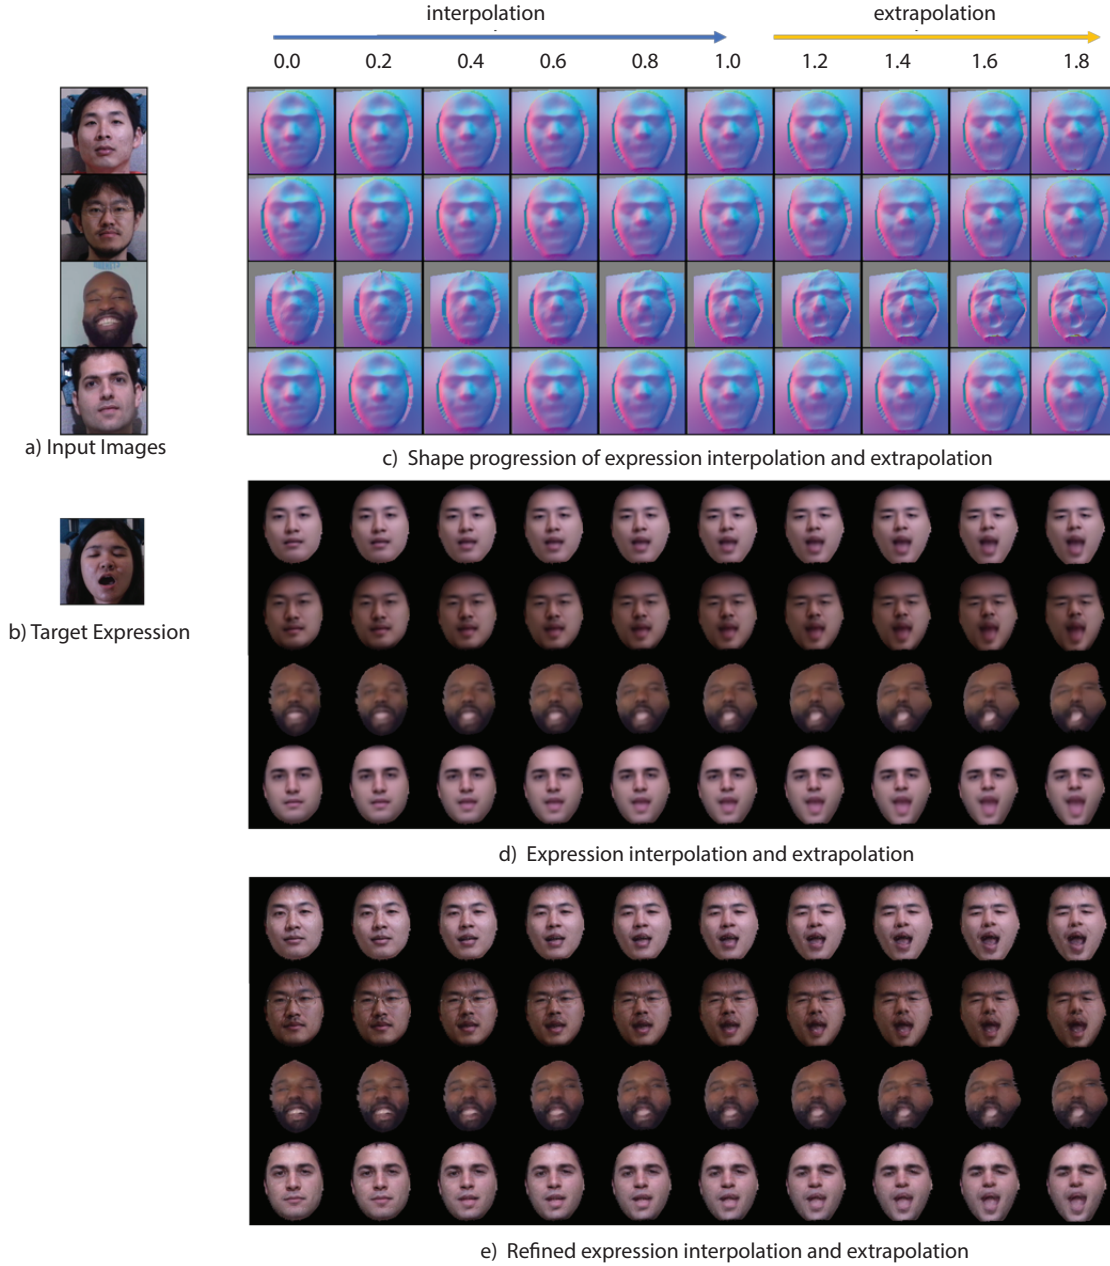 interpolation
extrapolation
0.0 0.2 0.4 0.6 0.8 1.0 1.2 1.4 1.6 1.8
a) Input Images
c) Shape progression of expression interpolation and extrapolation
b) Target Expression
d) Expression interpolation and extrapolation
e) Refined expression interpolation and extrapolation